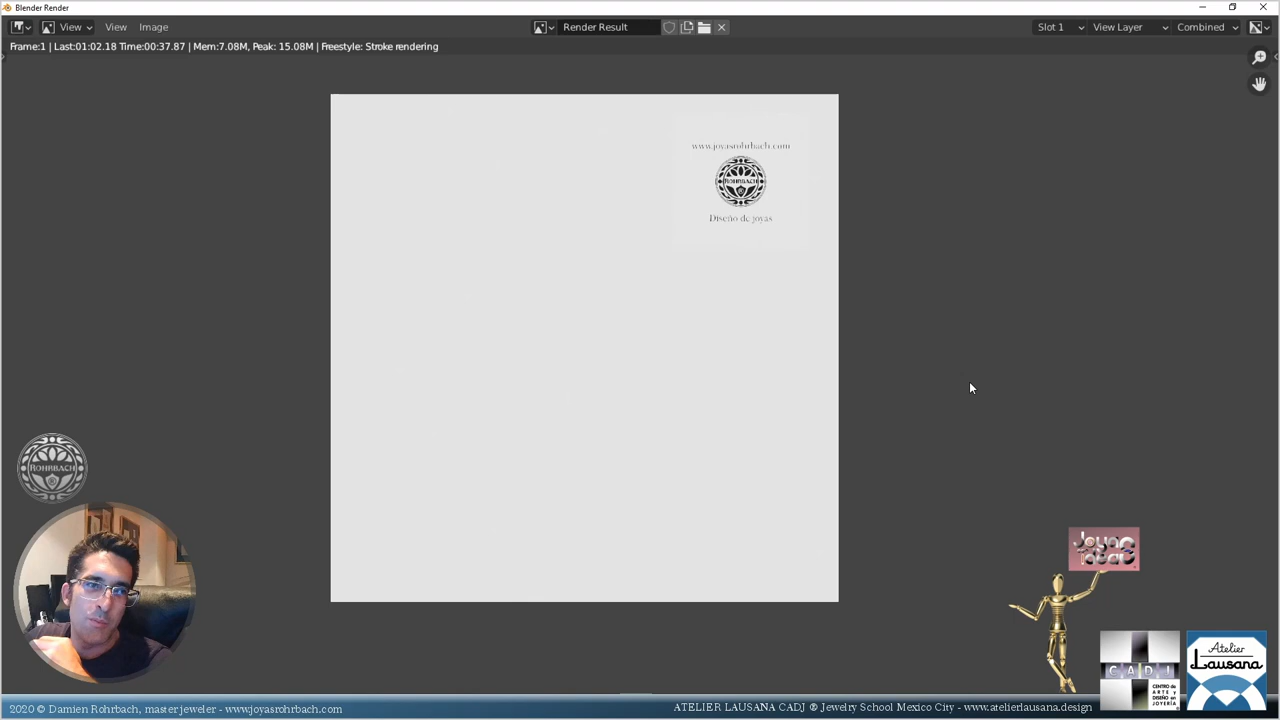 Blender Render
View
View
Image
Render Result
Slot 1
View Layer
Combined
Frame:1 | Last:01:02.18 Time:00:37.87 | Mem:7.08M, Peak: 15.08M | Freestyle: Stroke rendering
www.joyasrohrbach.com
ROHRBACH
Diseño de joyas
ROHRBACH
Joyas
CADJ
CENTRO de
ARTE y
DISEÑO en
JOYERÍA
Atelier
Lausana
2020 © Damien Rohrbach, master jeweler - www.joyasrohrbach.com
ATELIER LAUSANA CADJ ® Jewelry School Mexico City - www.atelierlausana.design